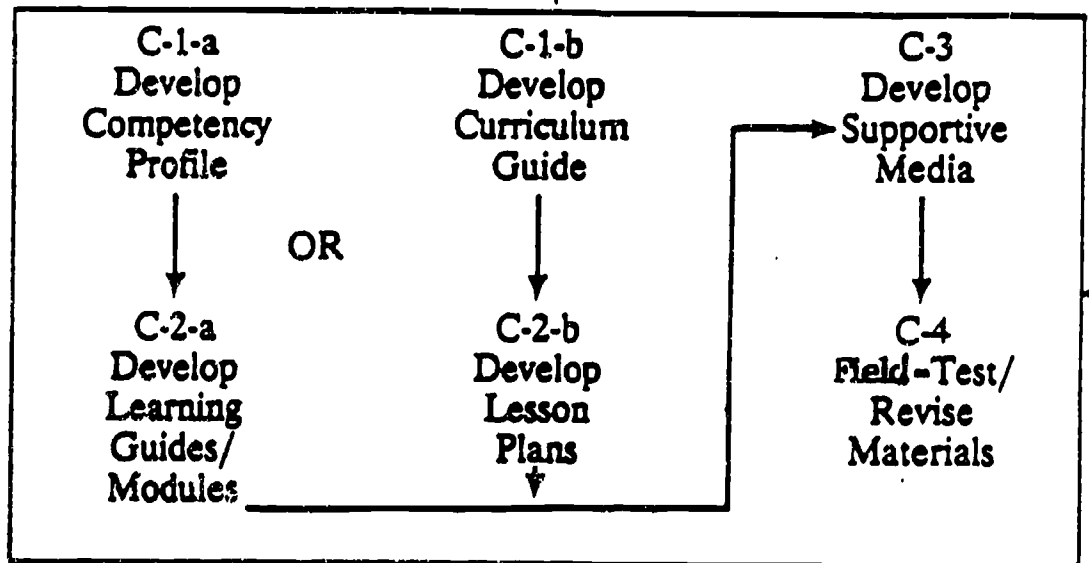 C-1-a
Develop
Competency
Profile
OR
C-2-a
Develop
Learning
Guides/
Modules
C-1-b
Develop
Curriculum
Guide
C-2-b
Develop
Lesson
Plans
C-3
Develop
Supportive
Media
C-4
Field-Test/
Revise
Materials